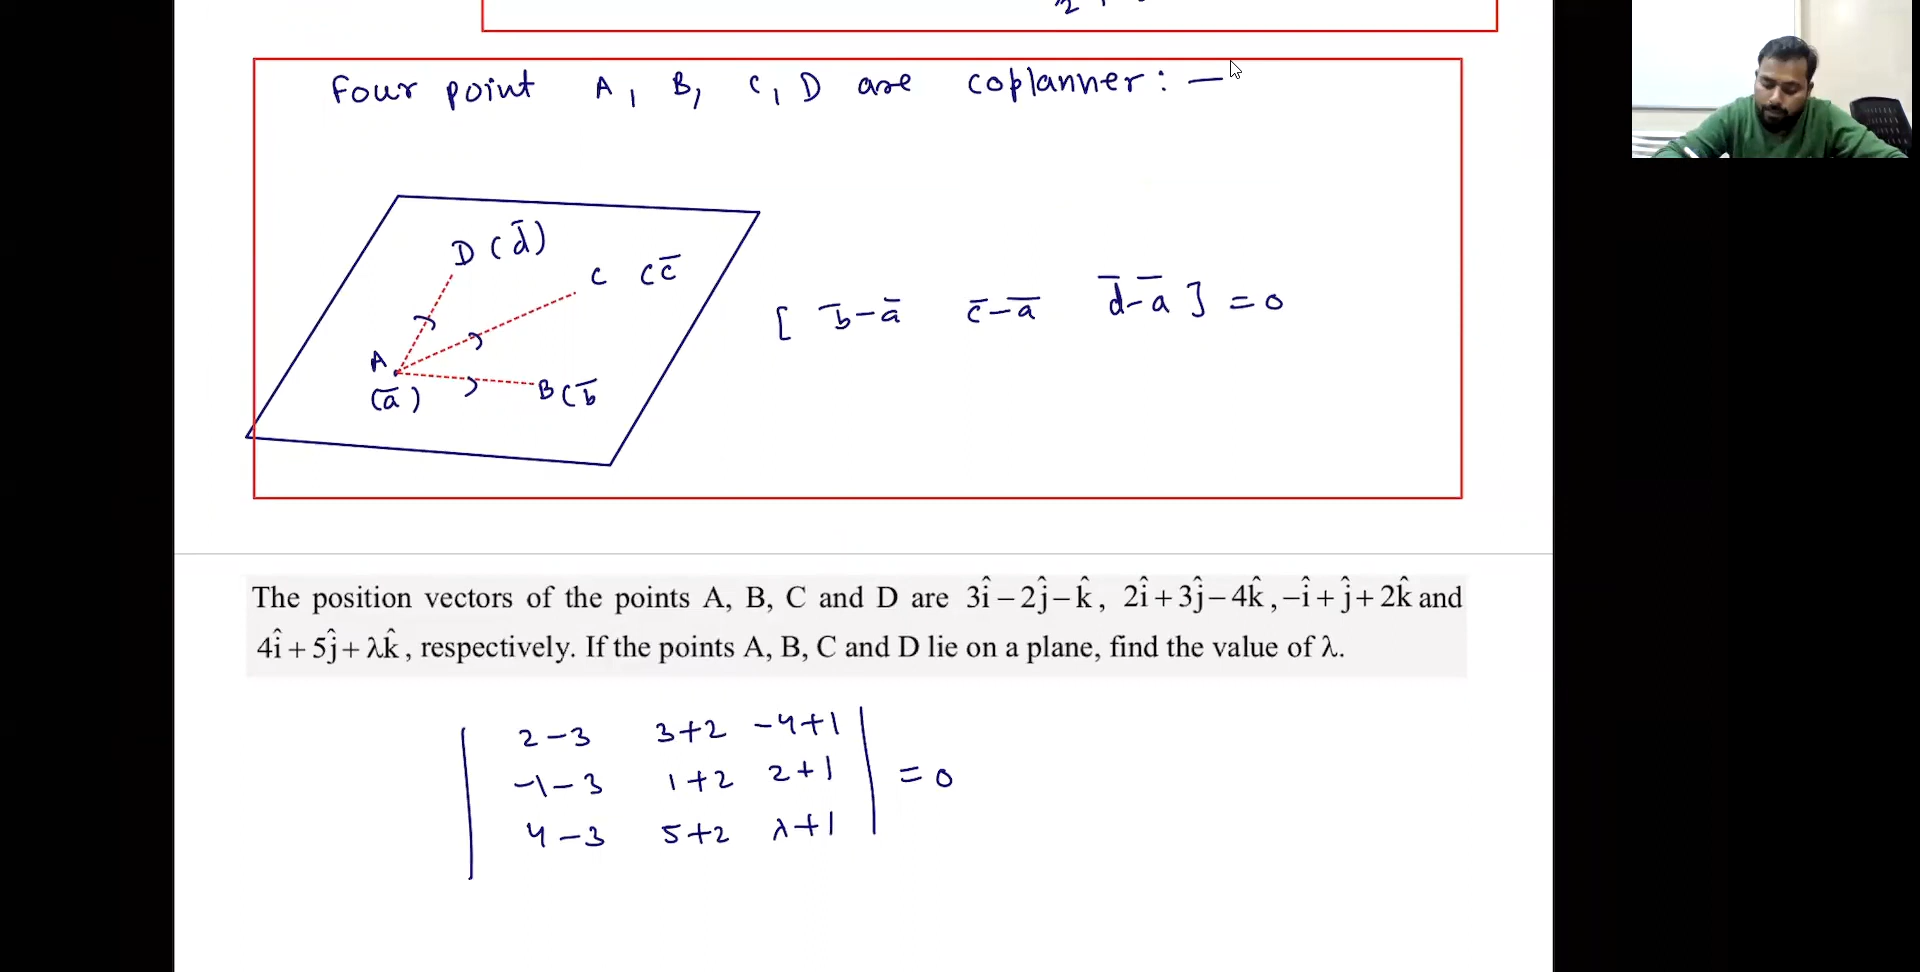 Four point A, B, C, D are coplanner: —
D (d̄)
C (c̄
[ b̄-ā c̄-ā d̄-ā ] = 0
A
(ā)
B (b̄
The position vectors of the points A, B, C and D are 3î − 2ĵ − k̂, 2î + 3ĵ − 4k̂, −î + ĵ + 2k̂ and
4î + 5ĵ + λk̂, respectively. If the points A, B, C and D lie on a plane, find the value of λ.
| 2-3 3+2 -4+1 |
| -1-3 1+2 2+1 | = 0
| 4-3 5+2 λ+1 |